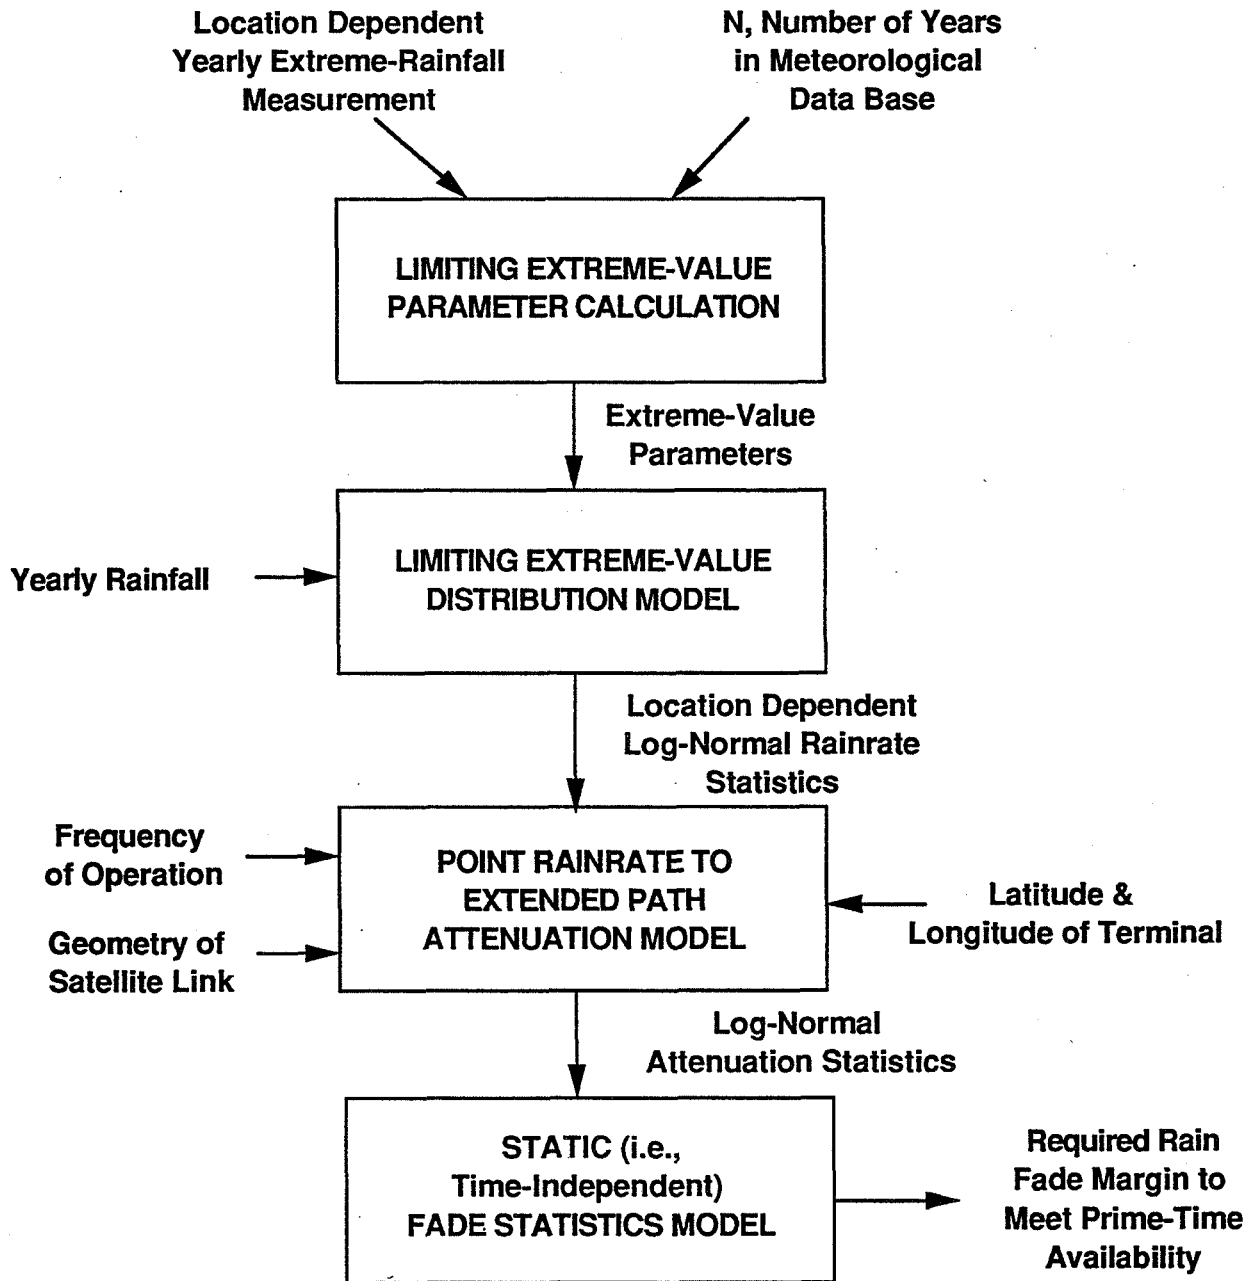 Location Dependent
Yearly Extreme-Rainfall
Measurement
N, Number of Years
in Meteorological
Data Base
LIMITING EXTREME-VALUE
PARAMETER CALCULATION
Extreme-Value
Parameters
Yearly Rainfall
LIMITING EXTREME-VALUE
DISTRIBUTION MODEL
Location Dependent
Log-Normal Rainrate
Statistics
Frequency
of Operation
Geometry of
Satellite Link
POINT RAINRATE TO
EXTENDED PATH
ATTENUATION MODEL
Latitude &
Longitude of Terminal
Log-Normal
Attenuation Statistics
STATIC (i.e.,
Time-Independent)
FADE STATISTICS MODEL
Required Rain
Fade Margin to
Meet Prime-Time
Availability